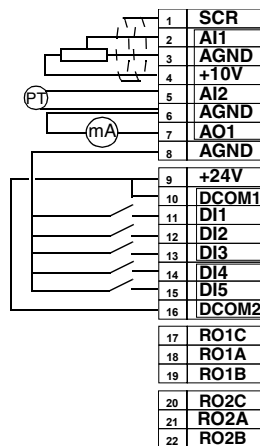 1 SCR
2 AI1
3 AGND
4 +10V
PT 5 AI2
6 AGND
mA 7 AO1
8 AGND
9 +24V
10 DCOM1
11 DI1
12 DI2
13 DI3
14 DI4
15 DI5
16 DCOM2
17 RO1C
18 RO1A
19 RO1B
20 RO2C
21 RO2A
22 RO2B